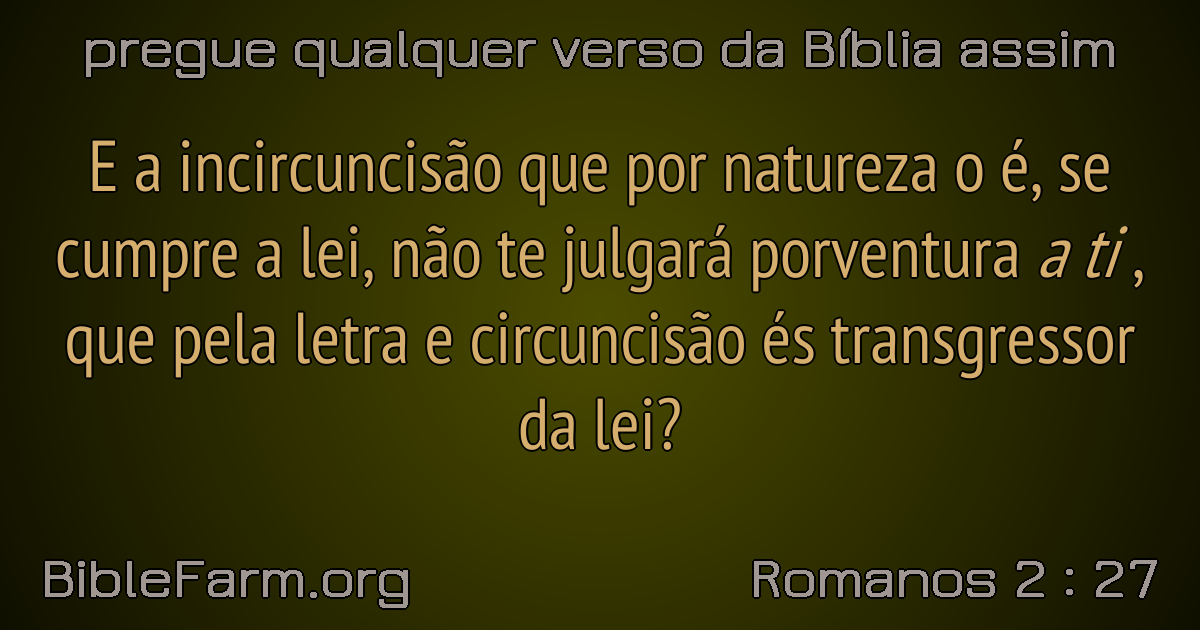 pregue qualquer verso da Bíblia assim
E a incircuncisão que por natureza o é, se
cumpre a lei, não te julgará porventura a ti ,
que pela letra e circuncisão és transgressor
da lei?
BibleFarm.org
Romanos 2 : 27